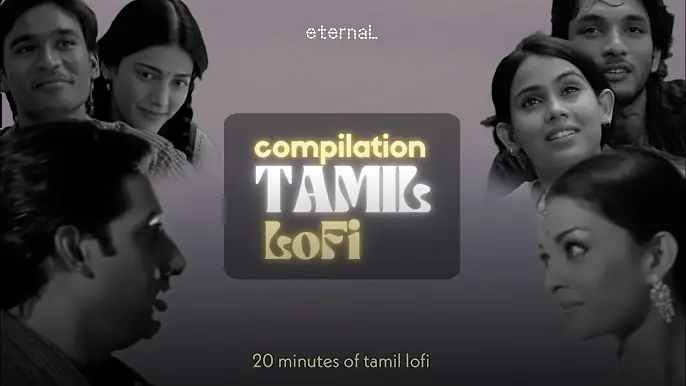 eternaL
compilation
TAMIL
LoFi
20 minutes of tamil lofi